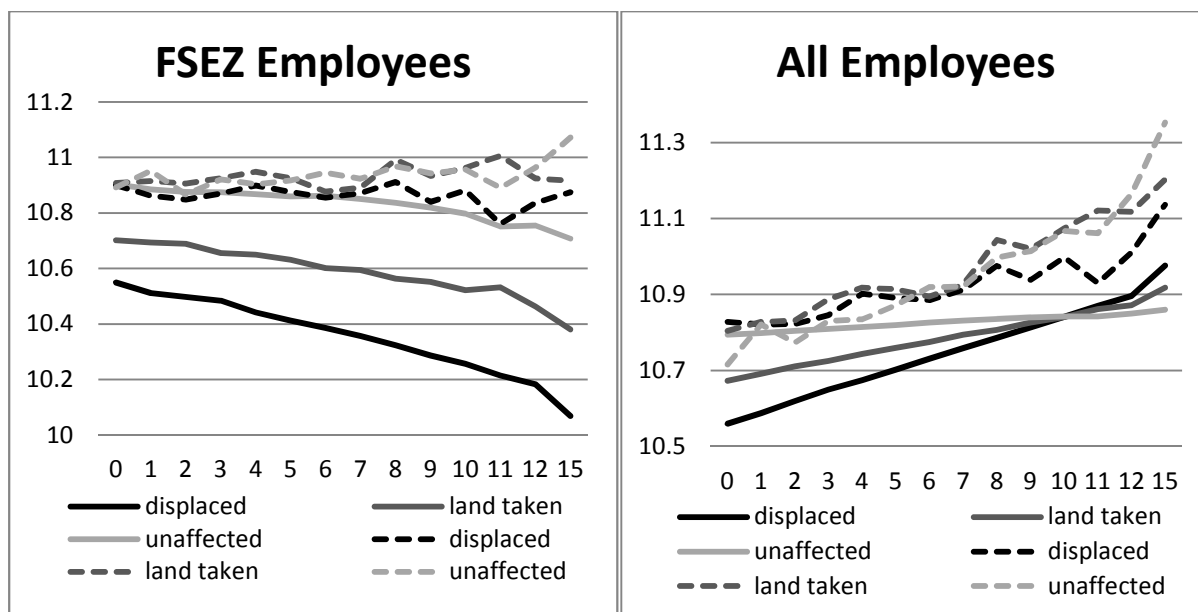 FSEZ Employees
11.2
11
10.8
10.6
10.4
10.2
10
0 1 2 3 4 5 6 7 8 9 10 11 12 15
displaced land taken
unaffected displaced
land taken unaffected
All Employees
11.3
11.1
10.9
10.7
10.5
0 1 2 3 4 5 6 7 8 9 10 11 12 15
displaced land taken
unaffected displaced
land taken unaffected